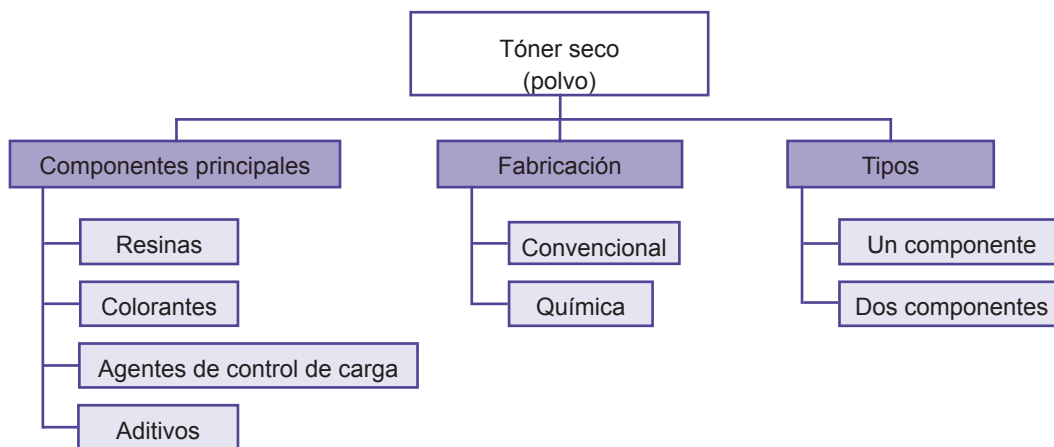 Tóner seco
(polvo)
Componentes principales
Resinas
Colorantes
Agentes de control de carga
Aditivos
Fabricación
Convencional
Química
Tipos
Un componente
Dos componentes